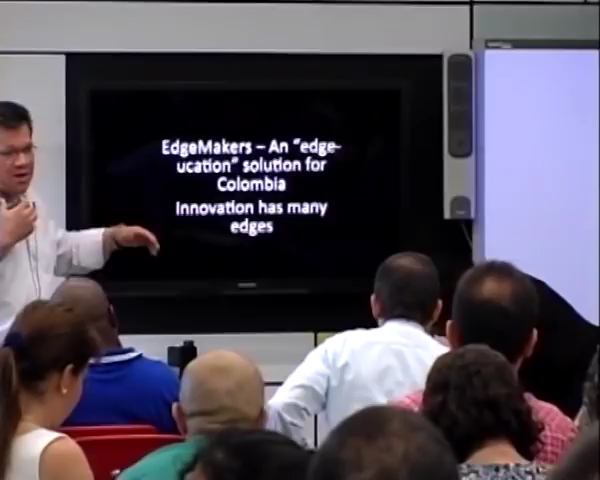 EdgeMakers – An "edge-
ucation" solution for
Colombia
Innovation has many
edges